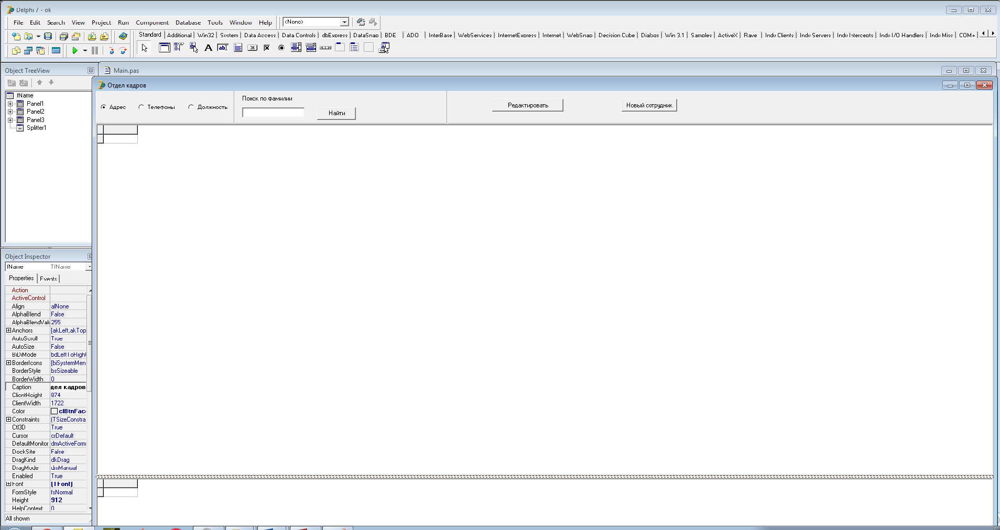 Delphi 7 - ok
File Edit Search View Project Run Component Database Tools Window Help <None>
Standard Additional Win32 System Data Access Data Controls dbExpress DataSnap BDE ADO InterBase WebServices InternetExpress Internet WebSnap Decision Cube Dialogs Win 3.1 Samples ActiveX Rave Indy Clients Indy Servers Indy Intercepts Indy I/O Handlers Indy Misc COM+
Object TreeView
Main.pas
Отдел кадров
fName
Panel1
Panel2
Panel3
Splitter1
Адрес Телефоны Должность
Поиск по фамилии
Найти
Редактировать
Новый сотрудник
Object Inspector
fName TfName
Properties Events
Action
ActiveControl
Align alNone
AlphaBlend False
AlphaBlendValu 255
Anchors [akLeft,akTop
AutoScroll True
AutoSize False
BiDiMode bdLeftToRight
BorderIcons [biSystemMen
BorderStyle bsSizeable
BorderWidth 0
Caption дел кадров
ClientHeight 874
ClientWidth 1722
Color clBtnFace
Constraints (TSizeConstra
Ctl3D True
Cursor crDefault
DefaultMonitor dmActiveForm
DockSite False
DragKind dkDrag
DragMode dmManual
Enabled True
Font (TFont)
FormStyle fsNormal
Height 912
HelpContext 0
All shown